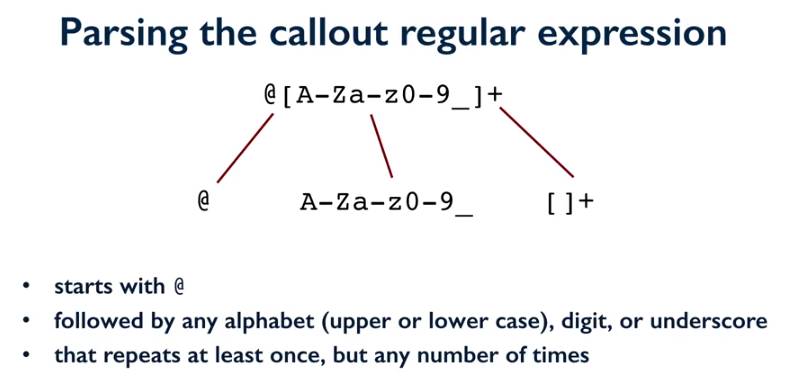 Parsing the callout regular expression
@[A-Za-z0-9_]+
@ A-Za-z0-9_ []+
• starts with @
• followed by any alphabet (upper or lower case), digit, or underscore
• that repeats at least once, but any number of times